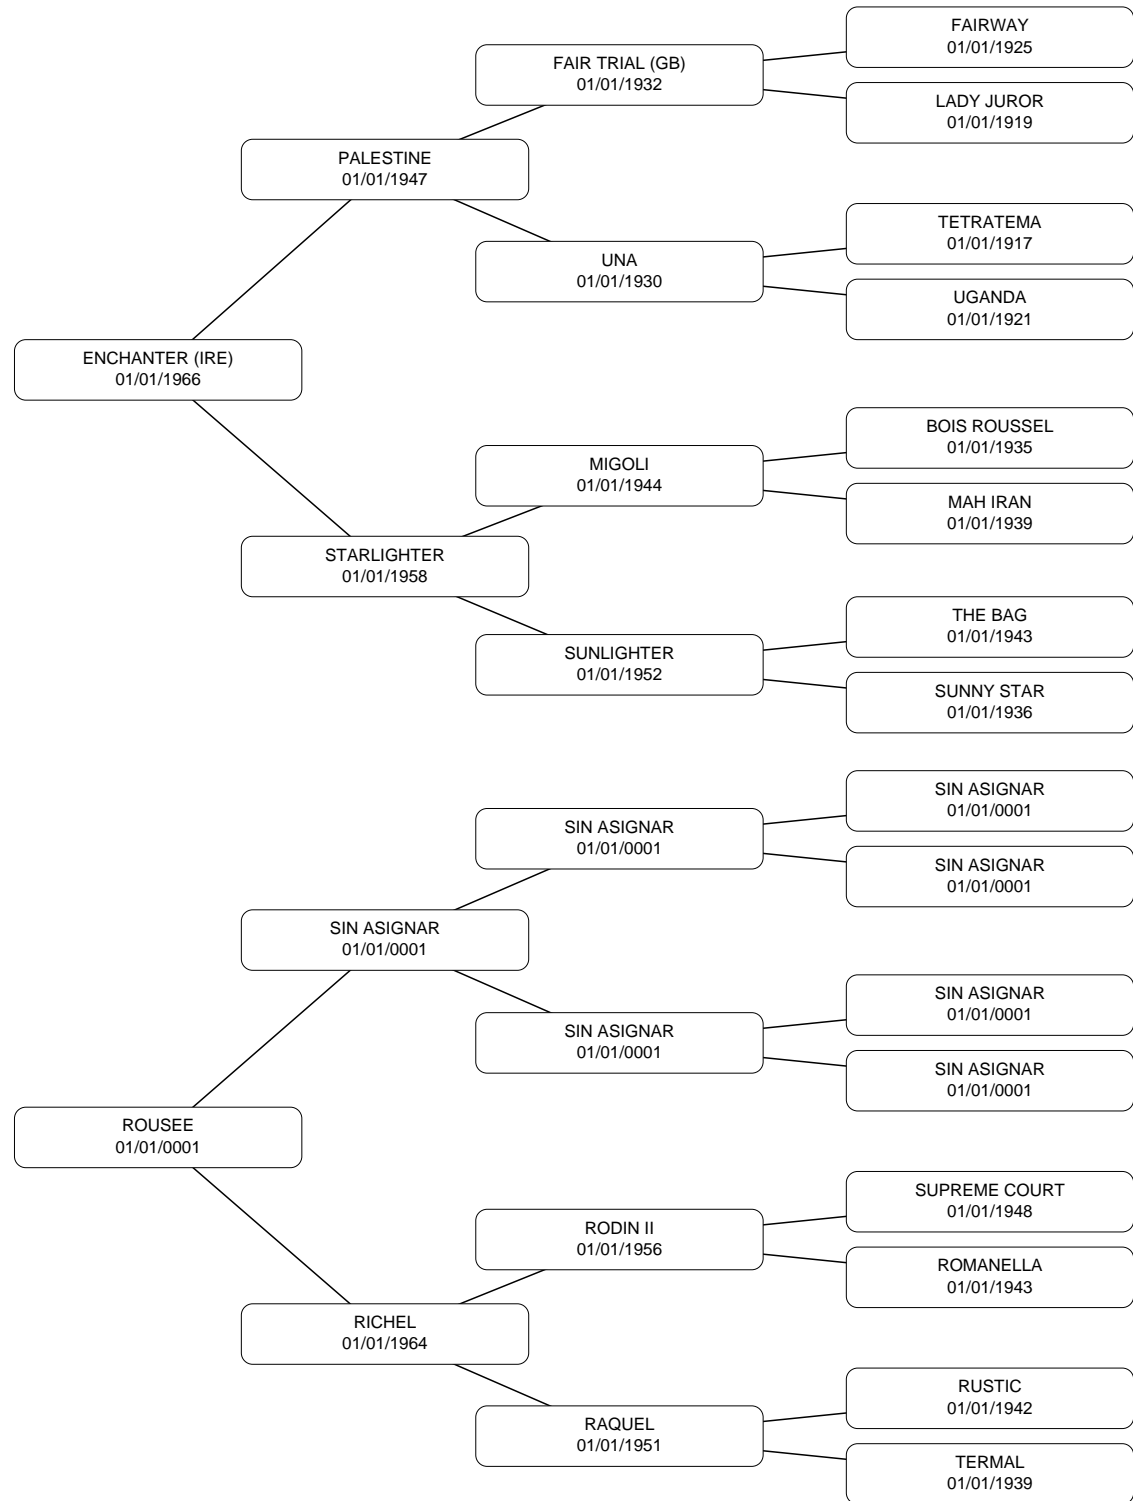 FAIRWAY
01/01/1925
FAIR TRIAL (GB)
01/01/1932
LADY JUROR
01/01/1919
PALESTINE
01/01/1947
TETRATEMA
01/01/1917
UNA
01/01/1930
UGANDA
01/01/1921
ENCHANTER (IRE)
01/01/1966
BOIS ROUSSEL
01/01/1935
MIGOLI
01/01/1944
MAH IRAN
01/01/1939
STARLIGHTER
01/01/1958
THE BAG
01/01/1943
SUNLIGHTER
01/01/1952
SUNNY STAR
01/01/1936
SIN ASIGNAR
01/01/0001
SIN ASIGNAR
01/01/0001
SIN ASIGNAR
01/01/0001
SIN ASIGNAR
01/01/0001
SIN ASIGNAR
01/01/0001
SIN ASIGNAR
01/01/0001
SIN ASIGNAR
01/01/0001
ROUSEE
01/01/0001
SUPREME COURT
01/01/1948
RODIN II
01/01/1956
ROMANELLA
01/01/1943
RICHEL
01/01/1964
RUSTIC
01/01/1942
RAQUEL
01/01/1951
TERMAL
01/01/1939